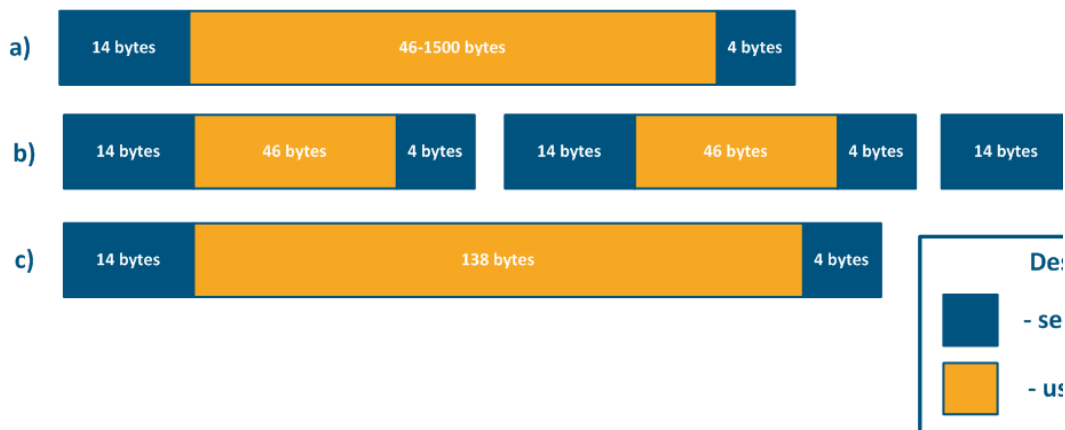 a) 14 bytes 46-1500 bytes 4 bytes
b) 14 bytes 46 bytes 4 bytes 14 bytes 46 bytes 4 bytes 14 bytes
c) 14 bytes 138 bytes 4 bytes
Des
- se
- us